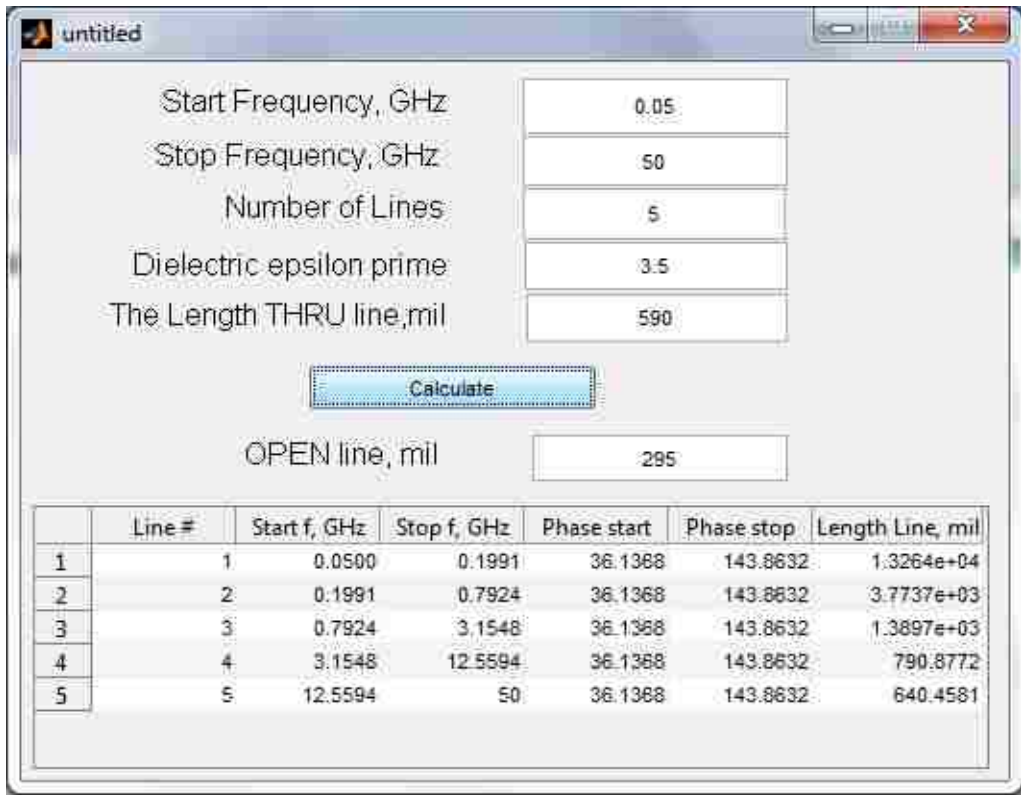 untitled
Start Frequency, GHz 0.05
Stop Frequency, GHz 50
Number of Lines 5
Dielectric epsilon prime 3.5
The Length THRU line,mil 590
Calculate
OPEN line, mil 295
Line # Start f, GHz Stop f, GHz Phase start Phase stop Length Line, mil
1 1 0.0500 0.1991 36.1368 143.8632 1.3264e+04
2 2 0.1991 0.7924 36.1368 143.8632 3.7737e+03
3 3 0.7924 3.1548 36.1368 143.8632 1.3897e+03
4 4 3.1548 12.5594 36.1368 143.8632 790.8772
5 5 12.5594 50 36.1368 143.8632 640.4581